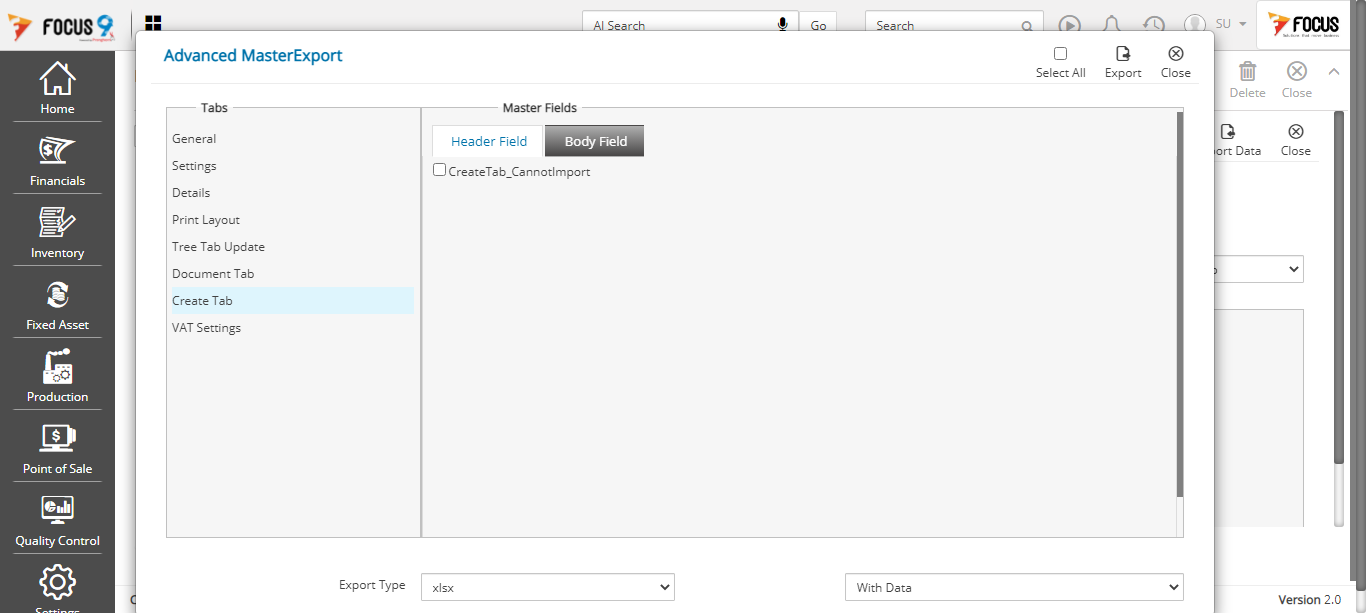 FOCUS 9
AI Search
Go
Search
SU
FOCUS
Advanced MasterExport
Select All
Export
Close
Delete
Close
Home
Tabs
Master Fields
General
Header Field
Body Field
ort Data
Close
Settings
CreateTab_CannotImport
Financials
Details
Print Layout
Inventory
Tree Tab Update
Document Tab
Create Tab
Fixed Asset
VAT Settings
Production
Point of Sale
Quality Control
Export Type
xlsx
With Data
Settings
Version 2.0